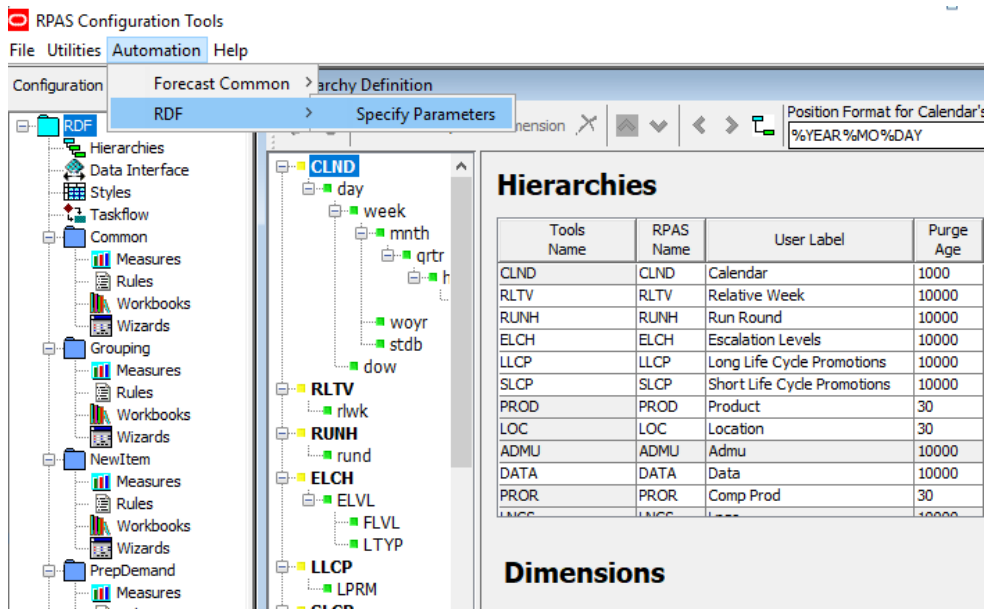 RPAS Configuration Tools
File Utilities Automation Help
Configuration
Forecast Common >
RDF >
Specify Parameters
archy Definition
mension
Position Format for Calendar's
%YEAR%MO%DAY
RDF
Hierarchies
Data Interface
Styles
Taskflow
Common
Measures
Rules
Workbooks
Wizards
Grouping
Measures
Rules
Workbooks
Wizards
NewItem
Measures
Rules
Workbooks
Wizards
PrepDemand
Measures
CLND
day
week
mnth
qrtr
h
woyr
stdb
dow
RLTV
rlwk
RUNH
rund
ELCH
ELVL
FLVL
LTYP
LLCP
LPRM
Hierarchies
Tools Name RPAS Name User Label Purge Age
CLND CLND Calendar 1000
RLTV RLTV Relative Week 10000
RUNH RUNH Run Round 10000
ELCH ELCH Escalation Levels 10000
LLCP LLCP Long Life Cycle Promotions 10000
SLCP SLCP Short Life Cycle Promotions 10000
PROD PROD Product 30
LOC LOC Location 30
ADMU ADMU Admu 10000
DATA DATA Data 10000
PROR PROR Comp Prod 30
Dimensions